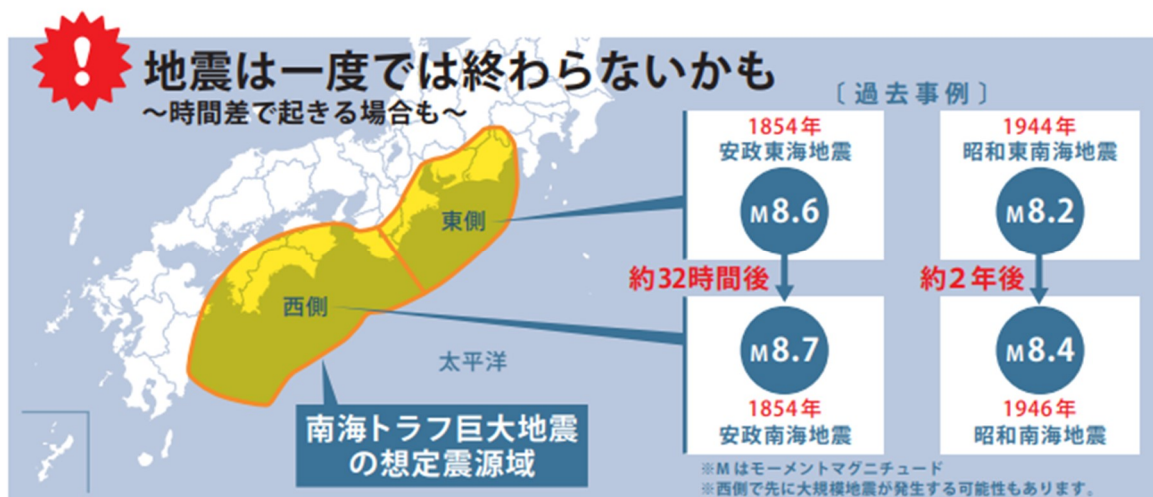 !
地震は一度では終わらないかも
〜時間差で起きる場合も〜
〔過去事例〕
1854年
安政東海地震
M8.6
約32時間後
M8.7
1854年
安政南海地震
1944年
昭和東南海地震
M8.2
約2年後
M8.4
1946年
昭和南海地震
東側
西側
太平洋
南海トラフ巨大地震
の想定震源域
※Mはモーメントマグニチュード
※西側で先に大規模地震が発生する可能性もあります。